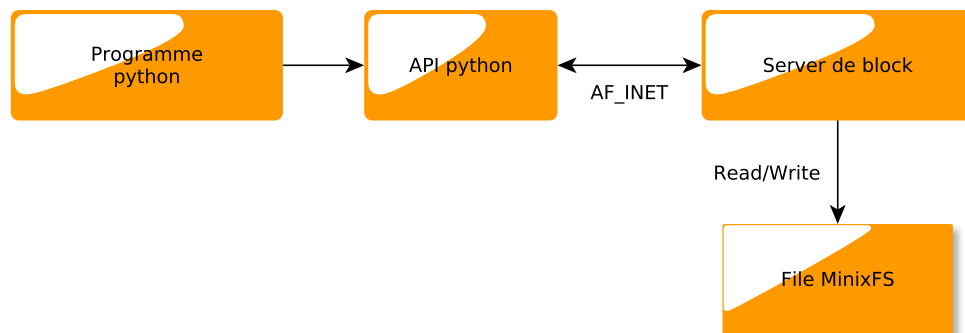 Programme
python
API python
AF_INET
Server de block
Read/Write
File MinixFS